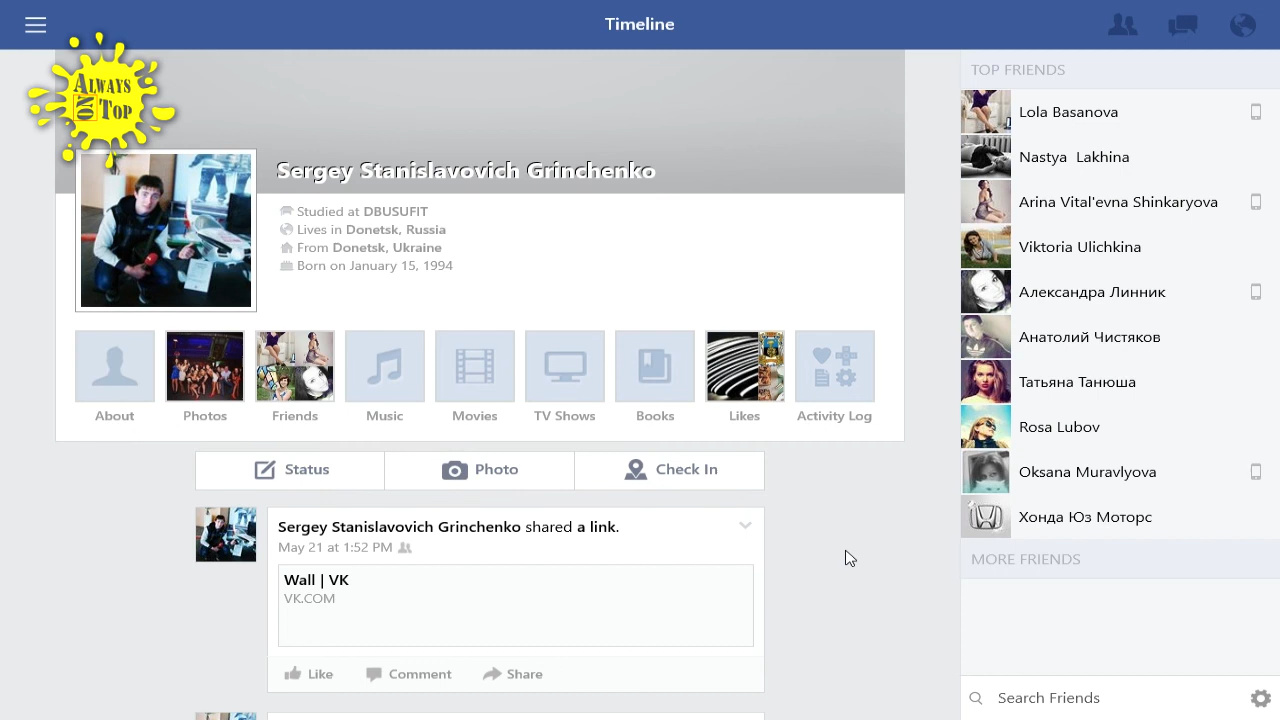 Timeline
ALWAYS
ON TOP
Sergey Stanislavovich Grinchenko
Studied at DBUSUFIT
Lives in Donetsk, Russia
From Donetsk, Ukraine
Born on January 15, 1994
About
Photos
Friends
Music
Movies
TV Shows
Books
Likes
Activity Log
Status
Photo
Check In
Sergey Stanislavovich Grinchenko shared a link.
May 21 at 1:52 PM
Wall | VK
VK.COM
Like
Comment
Share
TOP FRIENDS
Lola Basanova
Nastya Lakhina
Arina Vital'evna Shinkaryova
Viktoria Ulichkina
Александра Линник
Анатолий Чистяков
Татьяна Танюша
Rosa Lubov
Oksana Muravlyova
Хонда Юз Моторс
MORE FRIENDS
Search Friends